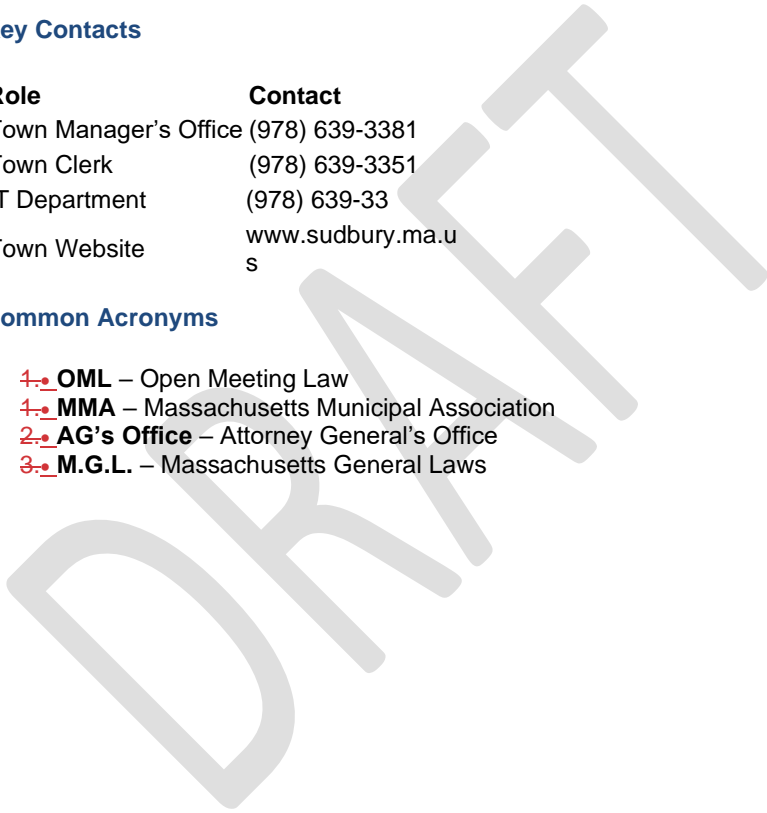 ey Contacts
Role Contact
Town Manager's Office (978) 639-3381
Town Clerk (978) 639-3351
IT Department (978) 639-33
Town Website www.sudbury.ma.u
s
ommon Acronyms
1.• OML – Open Meeting Law
1.• MMA – Massachusetts Municipal Association
2.• AG's Office – Attorney General's Office
3.• M.G.L. – Massachusetts General Laws
DRAFT